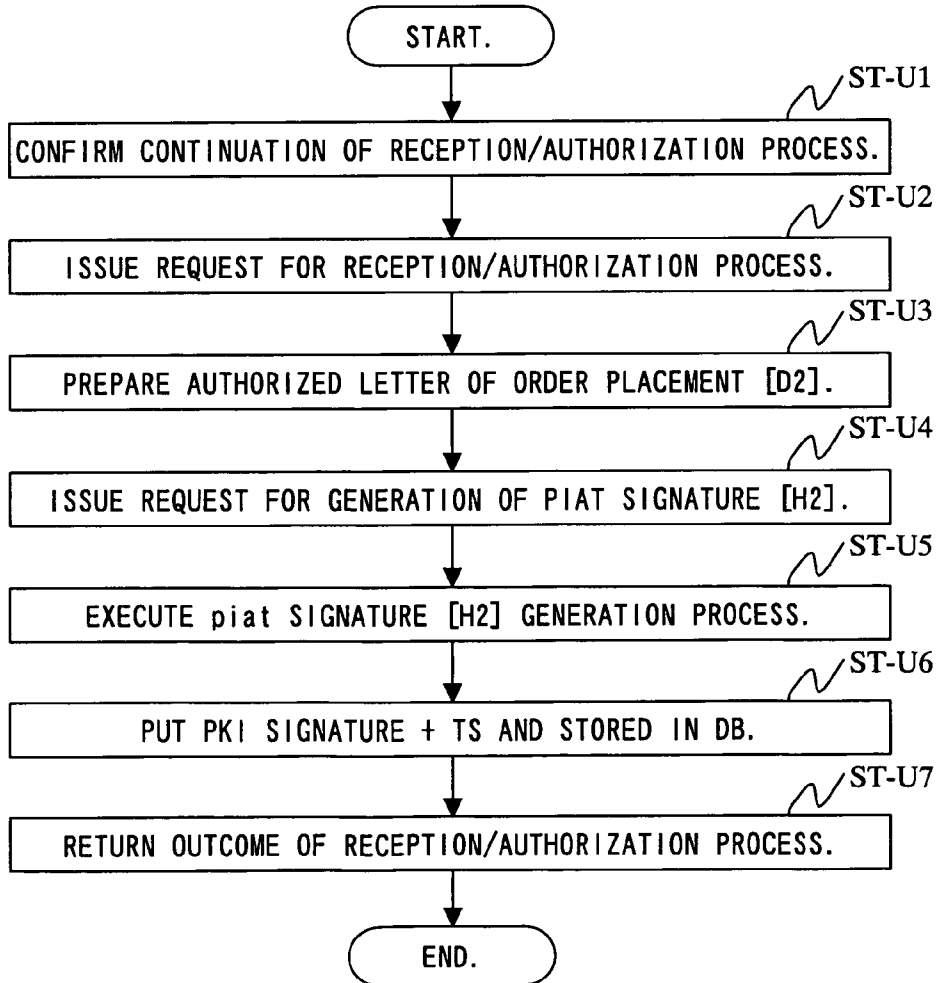 START.
ST-U1
CONFIRM CONTINUATION OF RECEPTION/AUTHORIZATION PROCESS.
ST-U2
ISSUE REQUEST FOR RECEPTION/AUTHORIZATION PROCESS.
ST-U3
PREPARE AUTHORIZED LETTER OF ORDER PLACEMENT [D2].
ST-U4
ISSUE REQUEST FOR GENERATION OF PIAT SIGNATURE [H2].
ST-U5
EXECUTE piat SIGNATURE [H2] GENERATION PROCESS.
ST-U6
PUT PKI SIGNATURE + TS AND STORED IN DB.
ST-U7
RETURN OUTCOME OF RECEPTION/AUTHORIZATION PROCESS.
END.